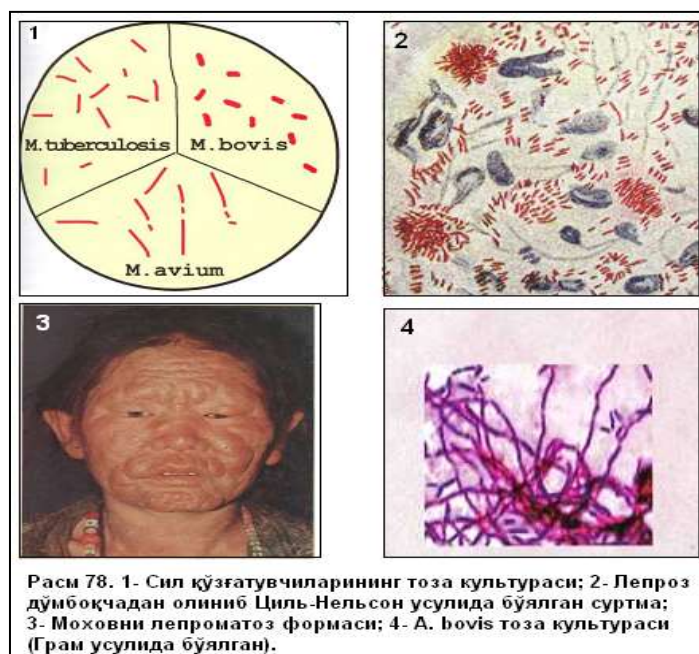 1
M.tuberculosis
M.bovis
M.avium
2
3
4
Расм 78. 1- Сил қўзғатувчиларининг тоза культураси; 2- Лепроз
дўмбоқчадан олиниб Циль-Нельсон усулида бўялган суртма;
3- Моховни лепроматоз формаси; 4- A. bovis тоза культураси
(Грам усулида бўялган).